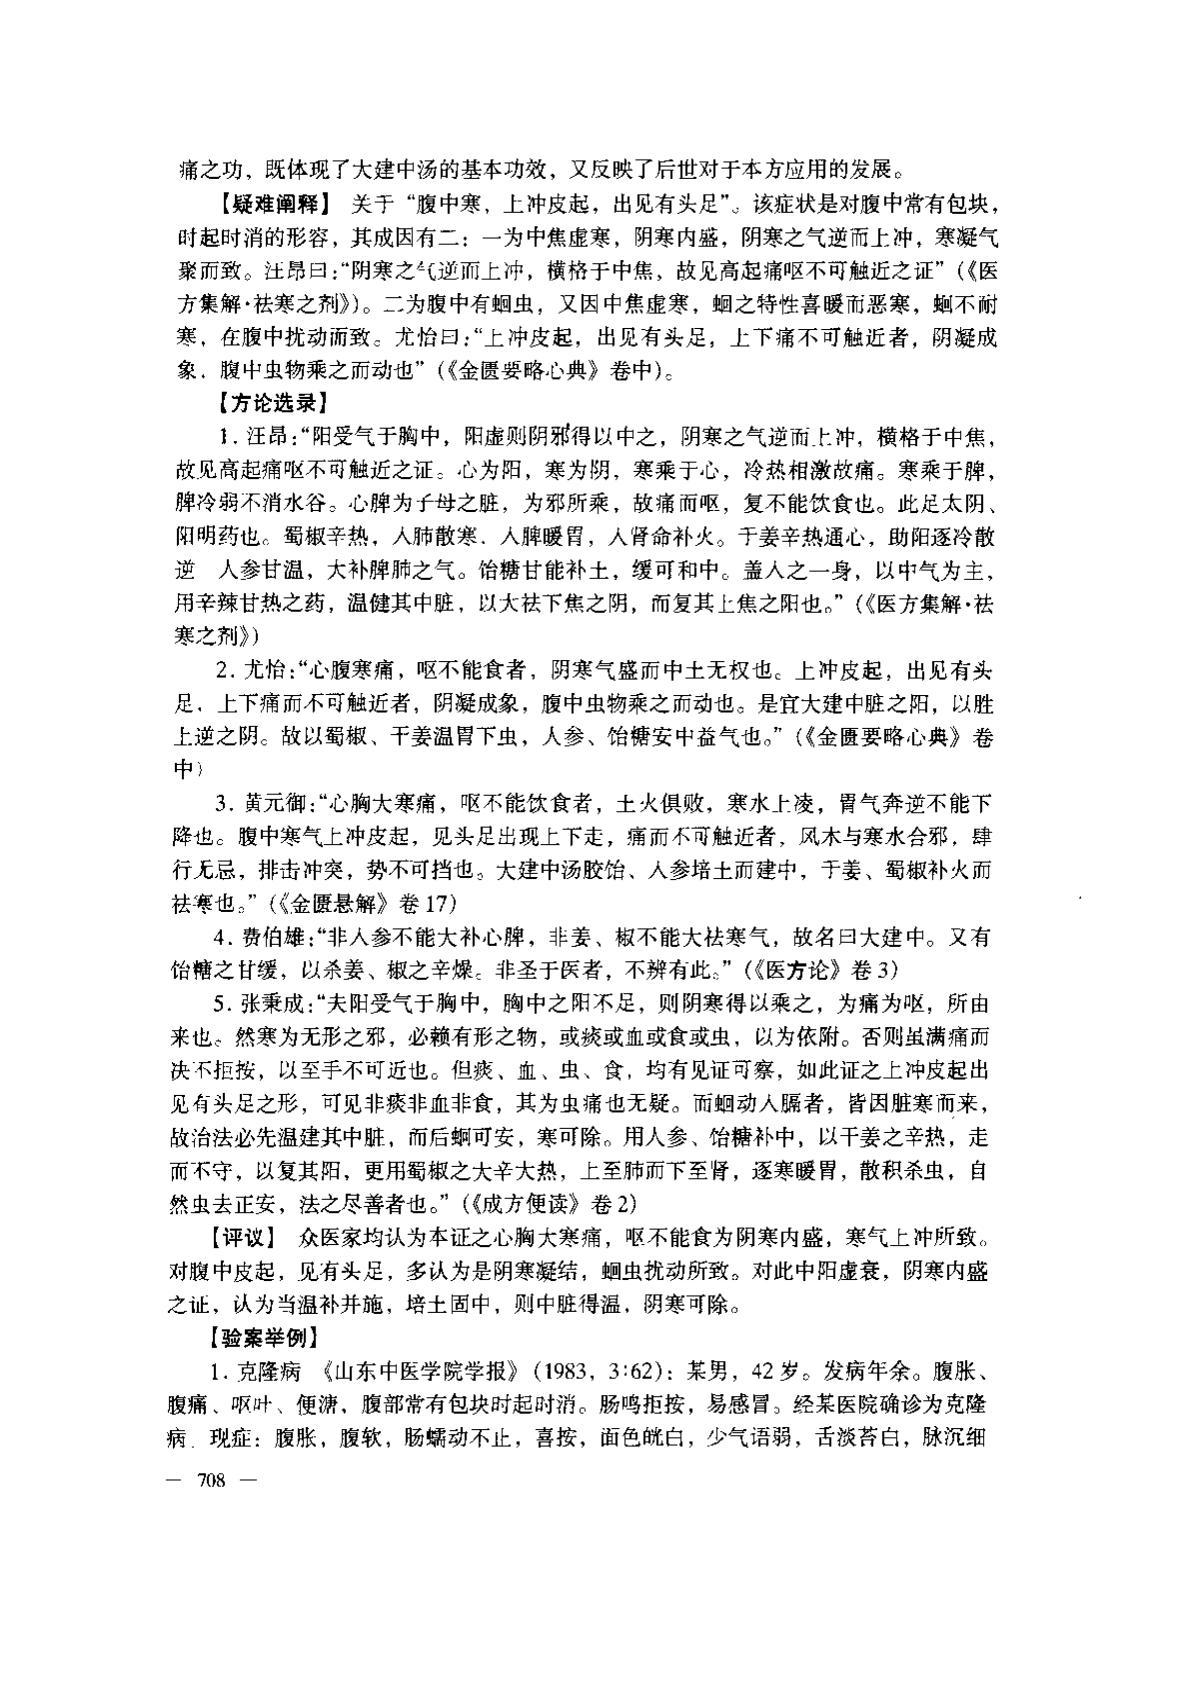 痛之功，既体现了大建中汤的基本功效，又反映了后世对于本方应用的发展。
【疑难阐释】 关于“腹中寒，上冲皮起，出见有头足”。该症状是对腹中常有包块，
时起时消的形容，其成因有二：一为中焦虚寒，阴寒内盛，阴寒之气逆而上冲，寒凝气
聚而致。汪昂曰：“阴寒之气逆而上冲，横格于中焦，故见高起痛呕不可触近之证”（《医
方集解·祛寒之剂》）。二为腹中有蛔虫，又因中焦虚寒，蛔之特性喜暖而恶寒，蛔不耐
寒，在腹中扰动而致。尤怡曰：“上冲皮起，出见有头足，上下痛不可触近者，阴凝成
象，腹中虫物乘之而动也”（《金匮要略心典》卷中）。
【方论选录】
1. 汪昂：“阳受气于胸中，阳虚则阴邪得以中之，阴寒之气逆而上冲，横格于中焦，
故见高起痛呕不可触近之证。心为阳，寒为阴，寒乘于心，冷热相激故痛。寒乘于脾，
脾冷弱不消水谷。心脾为子母之脏，为邪所乘，故痛而呕，复不能饮食也。此足太阴、
阳明药也。蜀椒辛热，入肺散寒．入脾暖胃，入肾命补火。干姜辛热通心，助阳逐冷散
逆 人参甘温，大补脾肺之气。饴糖甘能补土，缓可和中。盖人之一身，以中气为主，
用辛辣甘热之药，温健其中脏，以大祛下焦之阴，而复其上焦之阳也。”（《医方集解·祛
寒之剂》）
2. 尤怡：“心腹寒痛，呕不能食者，阴寒气盛而中土无权也。上冲皮起，出见有头
足，上下痛而不可触近者，阴凝成象，腹中虫物乘之而动也。是宜大建中脏之阳，以胜
上逆之阴。故以蜀椒、干姜温胃下虫，人参、饴糖安中益气也。”（《金匮要略心典》卷
中）
3. 黄元御：“心胸大寒痛，呕不能饮食者，土火俱败，寒水上凌，胃气奔逆不能下
降也。腹中寒气上冲皮起，见头足出现上下走，痛而不可触近者，风木与寒水合邪，肆
行无忌，排击冲突，势不可挡也。大建中汤胶饴、人参培土而建中，干姜、蜀椒补火而
祛寒也。”（《金匮悬解》卷 17）
4. 费伯雄：“非人参不能大补心脾，非姜、椒不能大祛寒气，故名曰大建中。又有
饴糖之甘缓，以杀姜、椒之辛燥。非圣于医者，不辨有此。”（《医方论》卷 3）
5. 张秉成：“夫阳受气于胸中，胸中之阳不足，则阴寒得以乘之，为痛为呕，所由
来也。然寒为无形之邪，必赖有形之物，或痰或血或食或虫，以为依附。否则虽满痛而
决不拒按，以至手不可近也。但痰、血、虫、食，均有见证可察，如此证之上冲皮起出
见有头足之形，可见非痰非血非食，其为虫痛也无疑。而蛔动入膈者，皆因脏寒而来，
故治法必先温建其中脏，而后蛔可安，寒可除。用人参、饴糖补中，以干姜之辛热，走
而不守，以复其阳，更用蜀椒之大辛大热，上至肺而下至肾，逐寒暖胃，散积杀虫，自
然虫去正安，法之尽善者也。”（《成方便读》卷 2）
【评议】 众医家均认为本证之心胸大寒痛，呕不能食为阴寒内盛，寒气上冲所致。
对腹中皮起，见有头足，多认为是阴寒凝结，蛔虫扰动所致。对此中阳虚衰，阴寒内盛
之证，认为当温补并施，培土固中，则中脏得温，阴寒可除。
【验案举例】
1. 克隆病 《山东中医学院学报》（1983，3:62）：某男，42 岁。发病年余。腹胀、
腹痛、呕吐、便溏，腹部常有包块时起时消。肠鸣拒按，易感冒。经某医院确诊为克隆
病．现症：腹胀，腹软，肠蠕动不止，喜按，面色㿠白，少气语弱，舌淡苔白，脉沉细
— 708 —